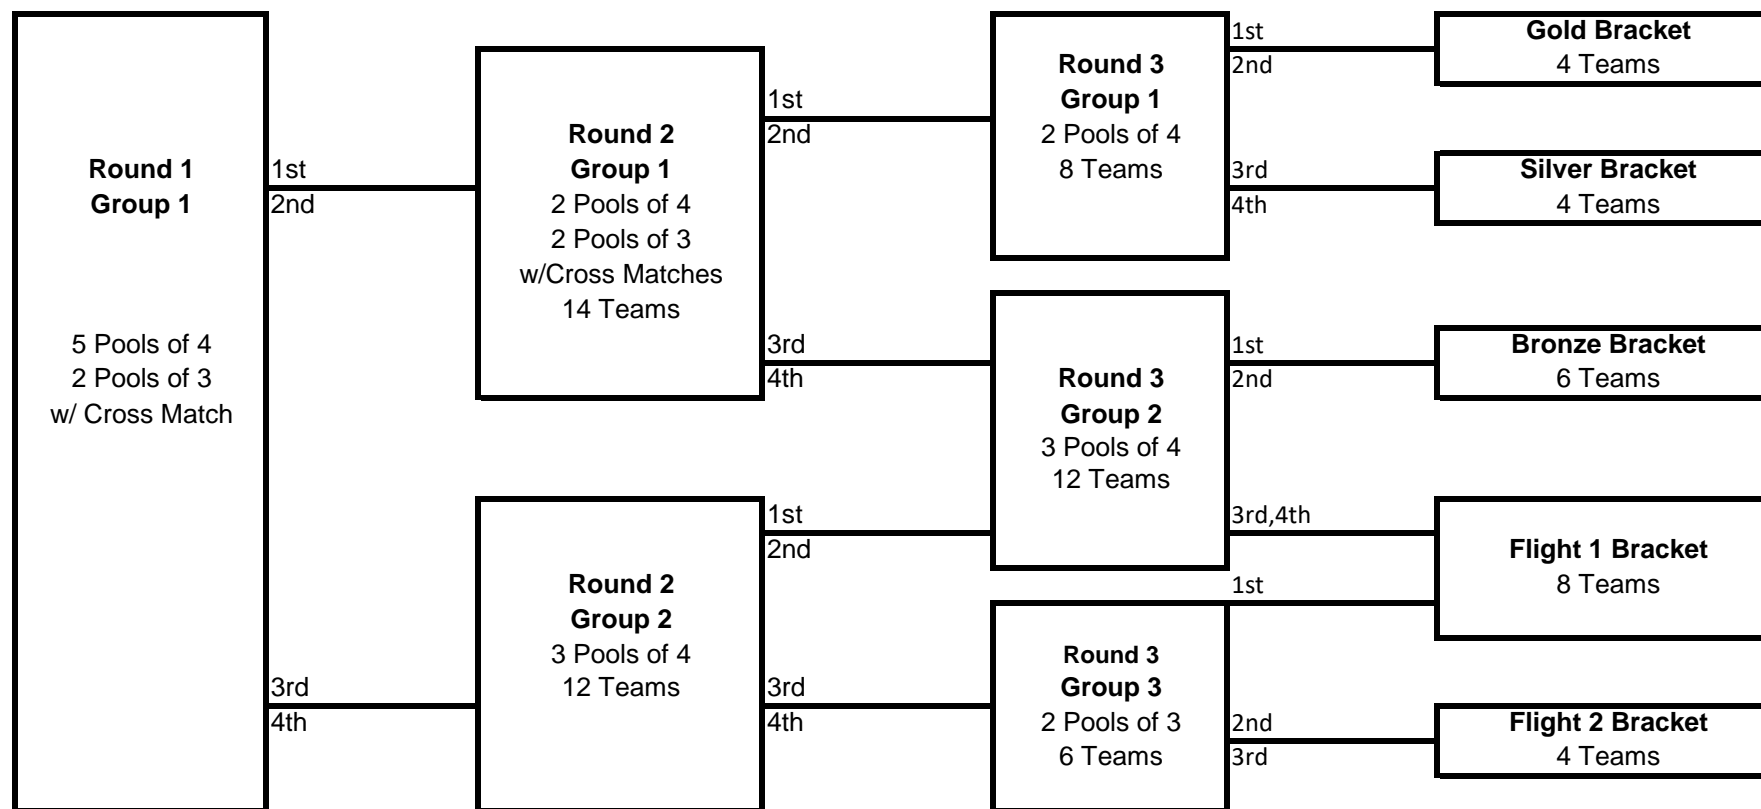 Round 1
Group 1
5 Pools of 4
2 Pools of 3
w/ Cross Match
1st
2nd
3rd
4th
Round 2
Group 1
2 Pools of 4
2 Pools of 3
w/Cross Matches
14 Teams
1st
2nd
3rd
4th
Round 2
Group 2
3 Pools of 4
12 Teams
1st
2nd
3rd
4th
Round 3
Group 1
2 Pools of 4
8 Teams
1st
2nd
3rd
4th
Round 3
Group 2
3 Pools of 4
12 Teams
1st
2nd
3rd,4th
Round 3
Group 3
2 Pools of 3
6 Teams
1st
2nd
3rd
Gold Bracket
4 Teams
Silver Bracket
4 Teams
Bronze Bracket
6 Teams
Flight 1 Bracket
8 Teams
Flight 2 Bracket
4 Teams